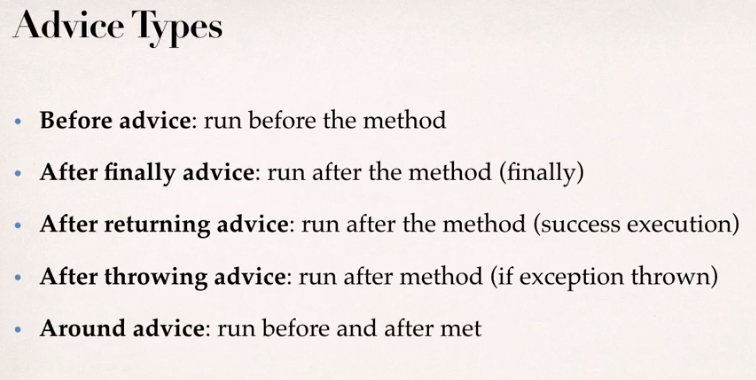 Advice Types
• Before advice: run before the method
• After finally advice: run after the method (finally)
• After returning advice: run after the method (success execution)
• After throwing advice: run after method (if exception thrown)
• Around advice: run before and after met